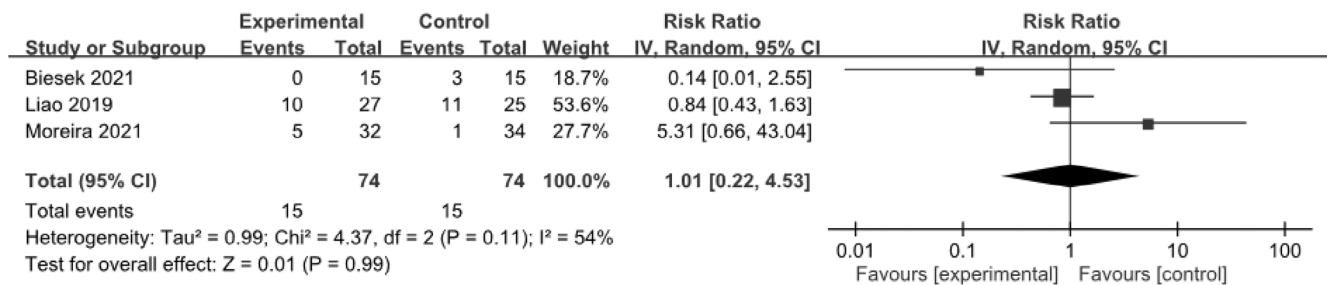 Experimental Control Risk Ratio Risk Ratio
Study or Subgroup Events Total Events Total Weight IV, Random, 95% CI IV, Random, 95% CI
Biesek 2021 0 15 3 15 18.7% 0.14 [0.01, 2.55]
Liao 2019 10 27 11 25 53.6% 0.84 [0.43, 1.63]
Moreira 2021 5 32 1 34 27.7% 5.31 [0.66, 43.04]
Total (95% CI) 74 74 100.0% 1.01 [0.22, 4.53]
Total events 15 15
Heterogeneity: Tau² = 0.99; Chi² = 4.37, df = 2 (P = 0.11); I² = 54%
Test for overall effect: Z = 0.01 (P = 0.99)
0.01 0.1 1 10 100
Favours [experimental] Favours [control]